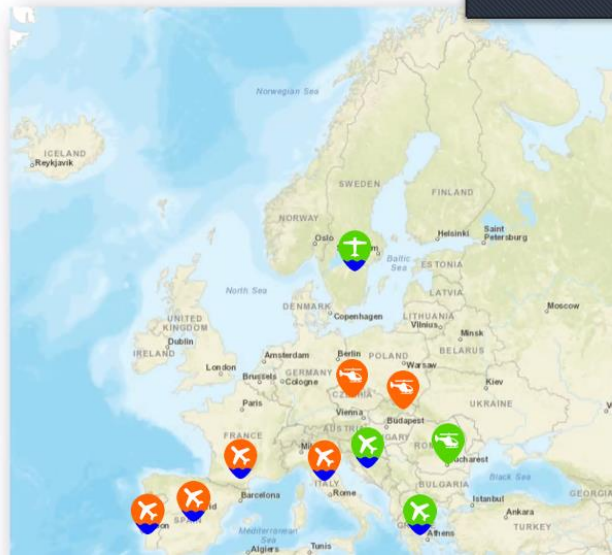 Norwegian Sea
ICELAND
Reykjavik
SWEDEN
FINLAND
NORWAY
Oslo
Helsinki
Saint
Petersburg
Baltic
Sea
ESTONIA
North Sea
LATVIA
DENMARK
Moscow
Copenhagen
LITHUANIA
UNITED
KINGDOM
Vilnius
Minsk
Dublin
IRELAND
Amsterdam
Berlin
POLAND
BELARUS
London
Warsaw
Brussels
GERMANY
Cologne
Kiev
Paris
UKRAINE
Vienna
Budapest
FRANCE
Black Sea
BULGARIA
GEORGIA
ITALY
Rome
Barcelona
Istanbul
Ankara
TURKEY
Mediterranean
Sea
Athens
Algiers
Tunis